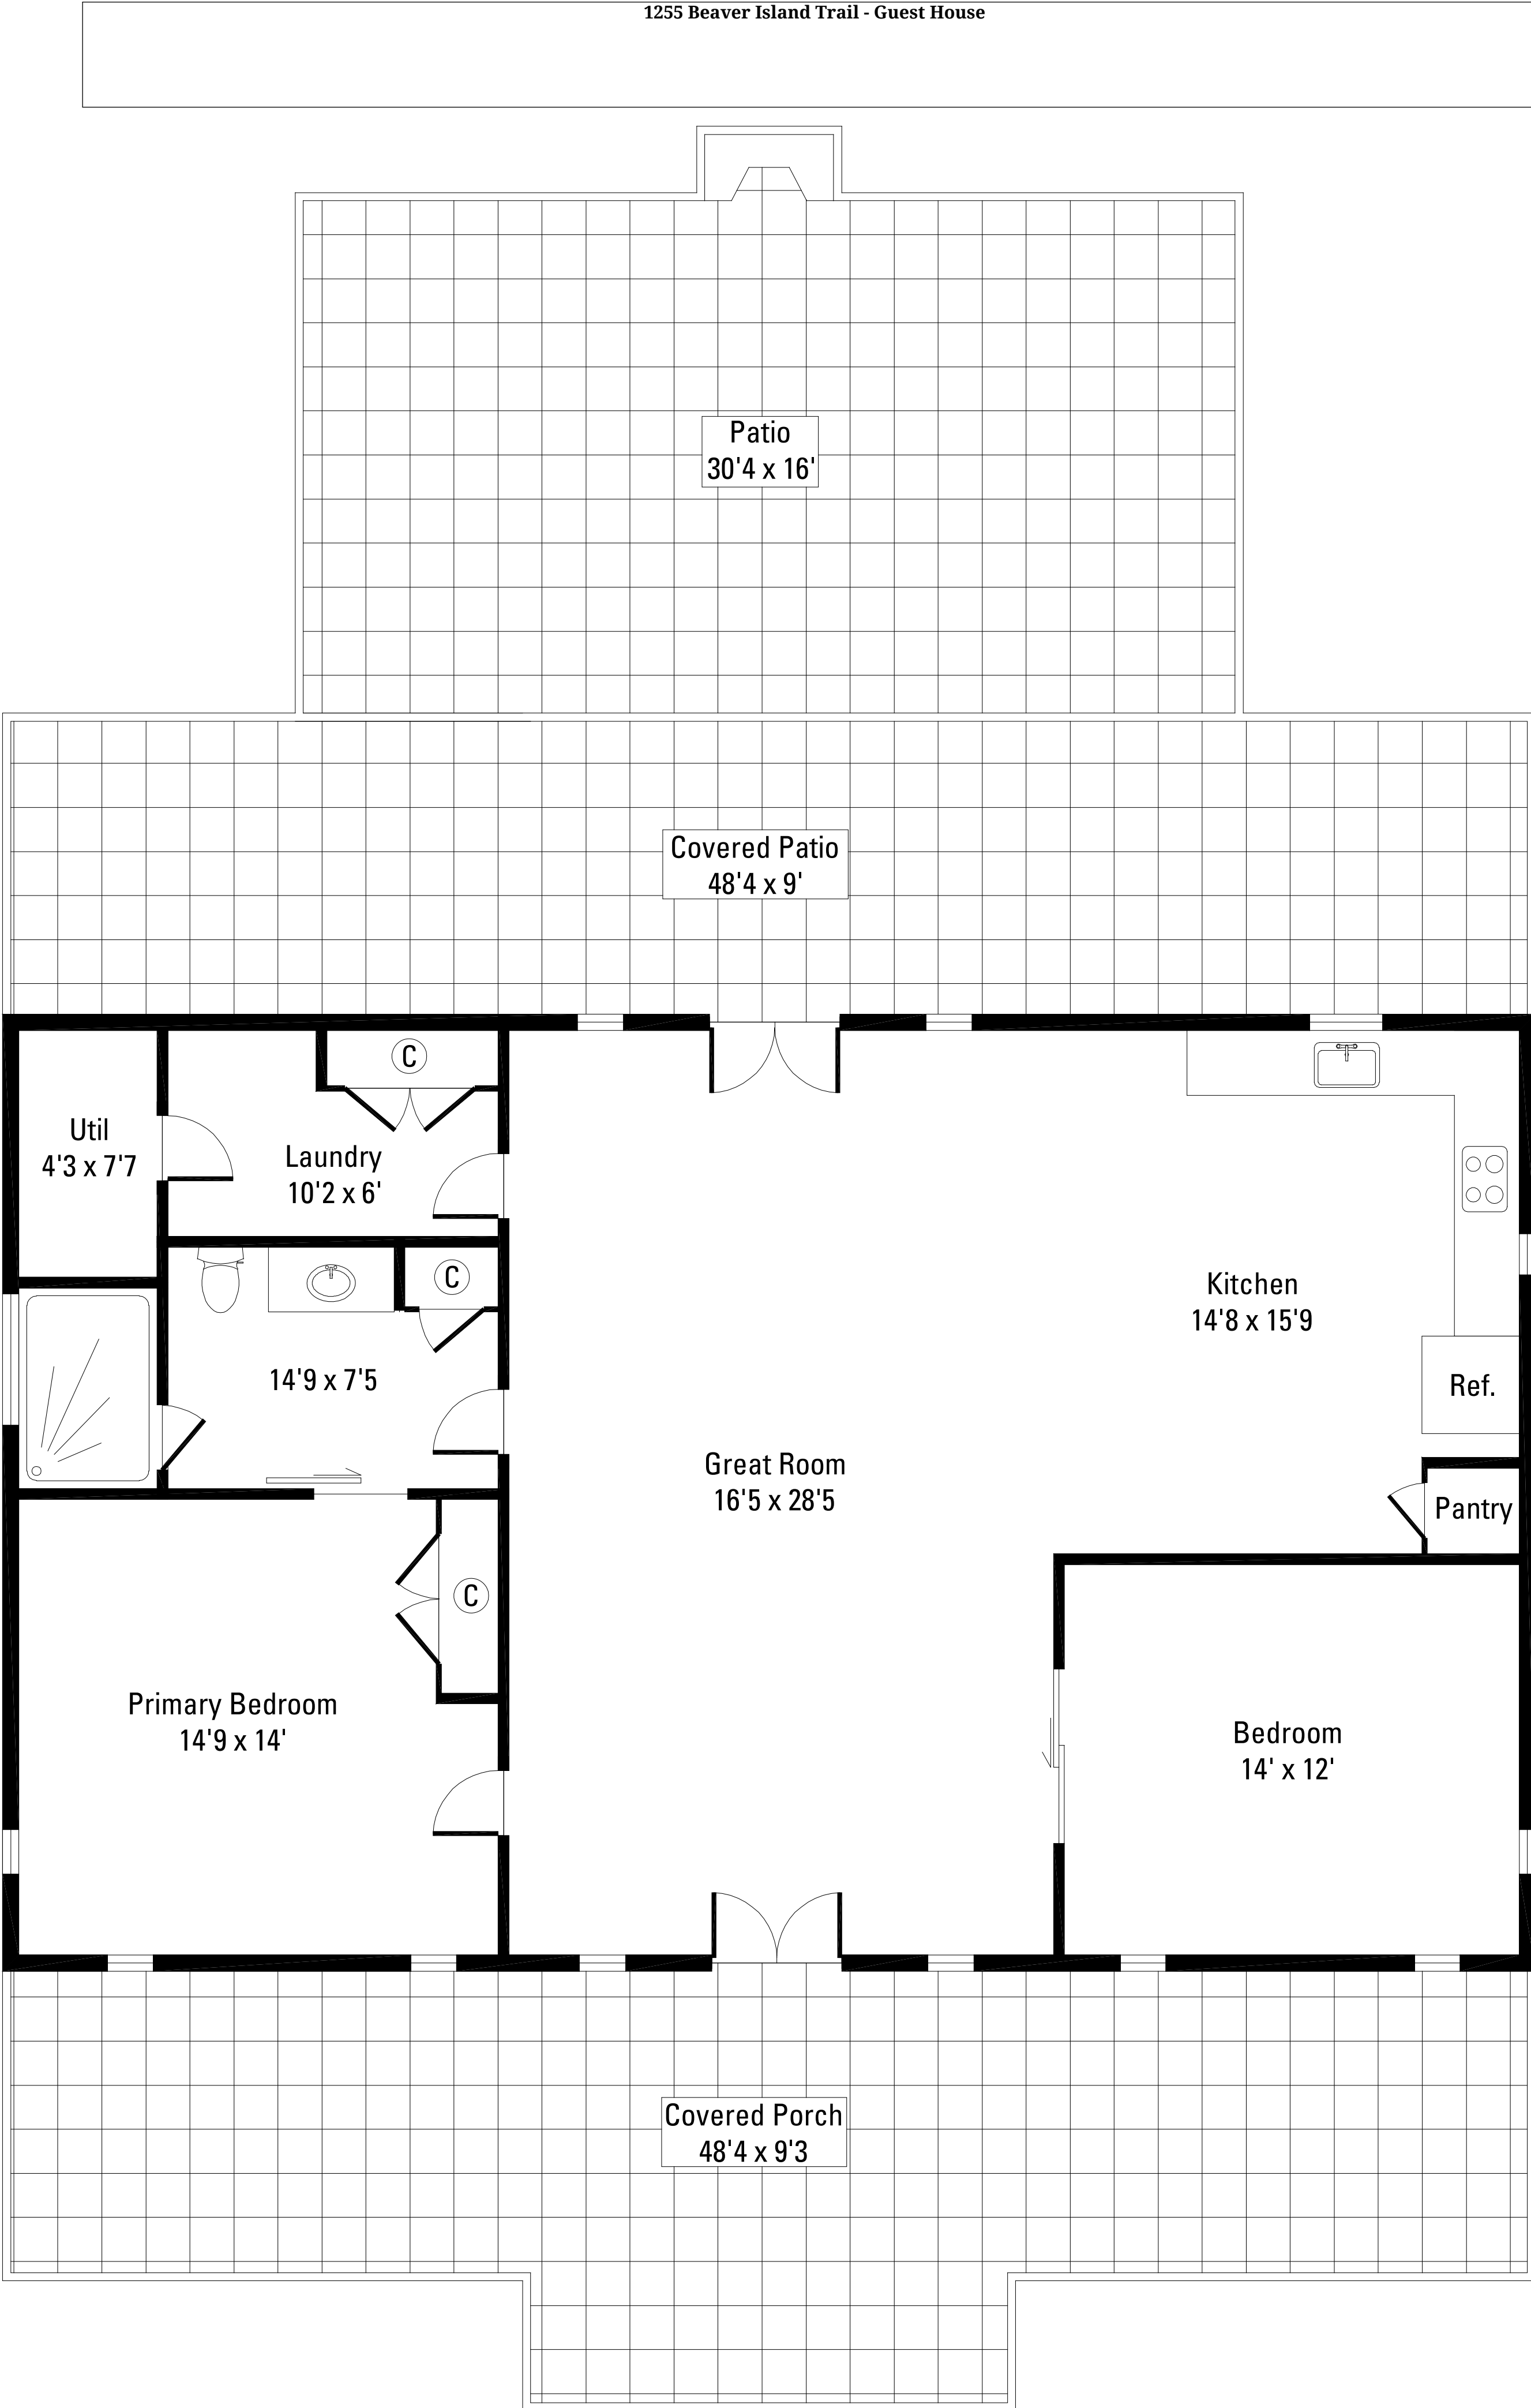 1255 Beaver Island Trail - Guest House
Patio
30'4 x 16'
Covered Patio
48'4 x 9'
C
Util
4'3 x 7'7
Laundry
10'2 x 6'
C
Kitchen
14'8 x 15'9
14'9 x 7'5
Ref.
Great Room
16'5 x 28'5
Pantry
C
Primary Bedroom
14'9 x 14'
Bedroom
14' x 12'
Covered Porch
48'4 x 9'3